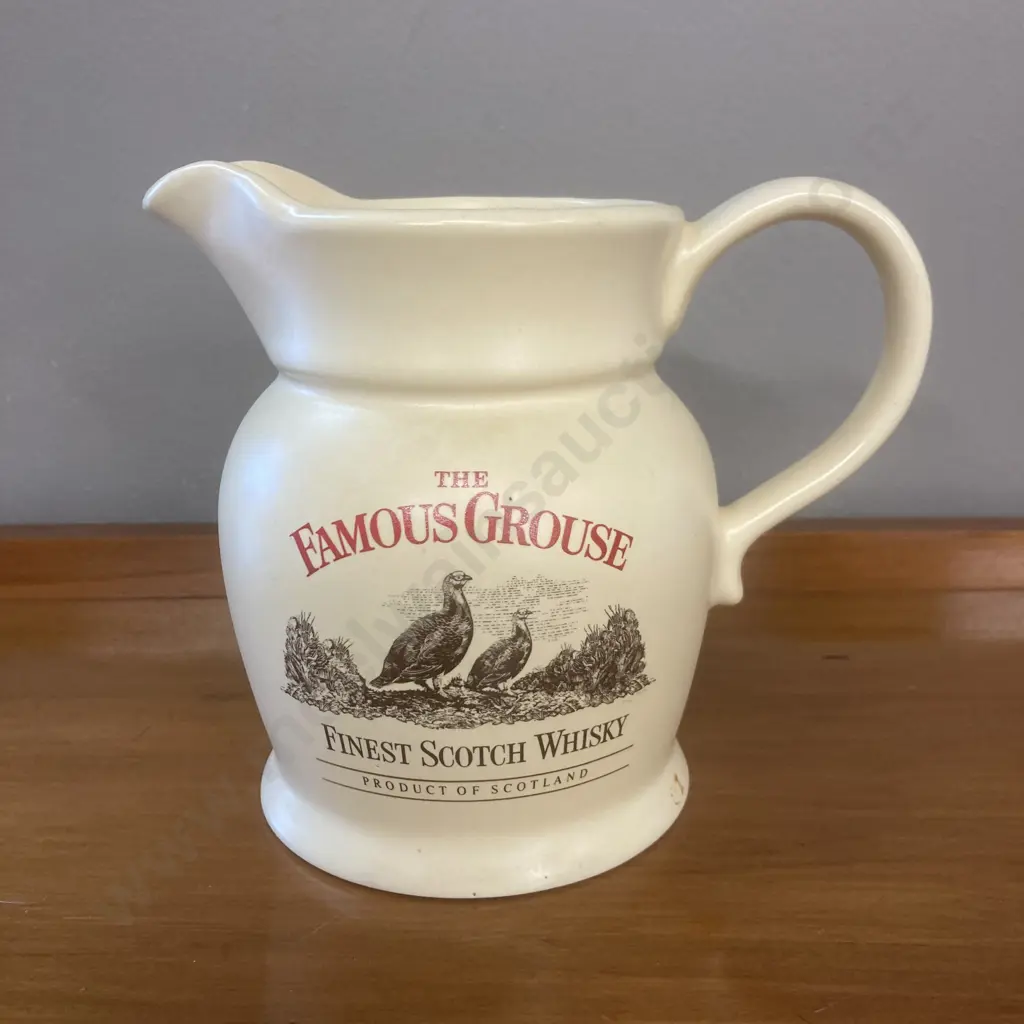 THE
FAMOUS GROUSE
FINEST SCOTCH WHISKY
PRODUCT OF SCOTLAND